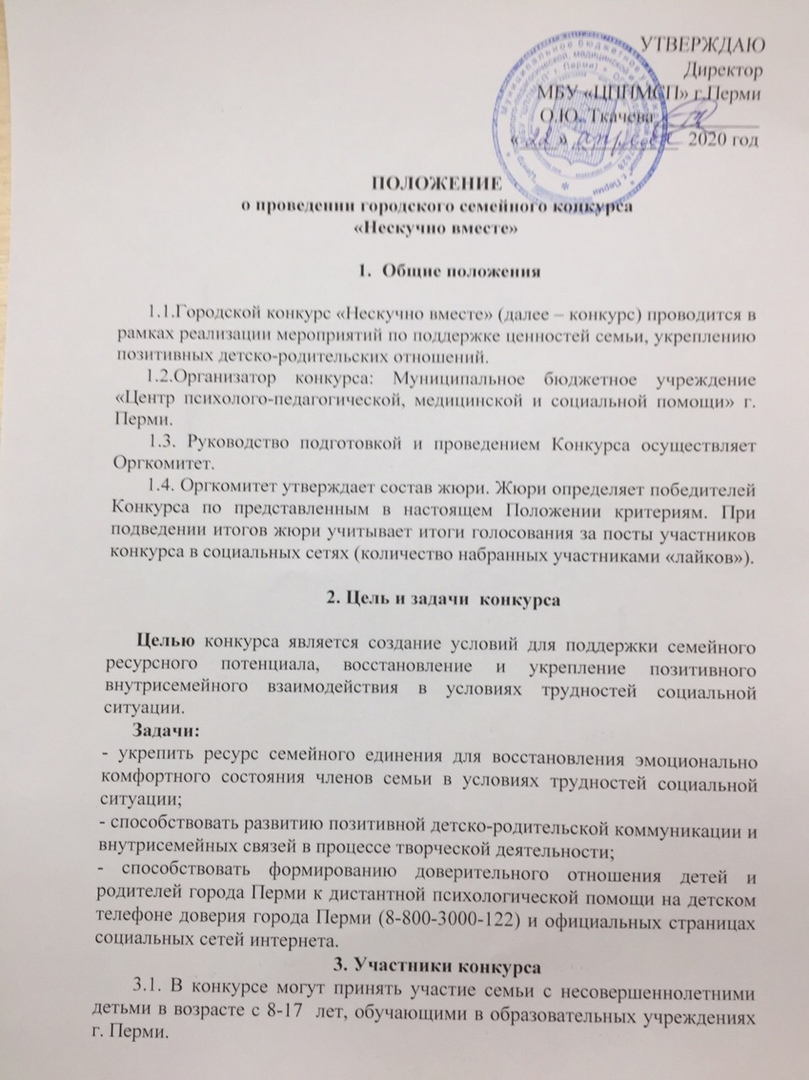 УТВЕРЖДАЮ
Директор
МБУ «ЦППМСП» г.Перми
О.Ю. Ткачева
«22» апреля 2020 год
ПОЛОЖЕНИЕ
о проведении городского семейного конкурса
«Нескучно вместе»
1. Общие положения
1.1.Городской конкурс «Нескучно вместе» (далее – конкурс) проводится в
рамках реализации мероприятий по поддержке ценностей семьи, укреплению
позитивных детско-родительских отношений.
1.2.Организатор конкурса: Муниципальное бюджетное учреждение
«Центр психолого-педагогической, медицинской и социальной помощи» г.
Перми.
1.3. Руководство подготовкой и проведением Конкурса осуществляет
Оргкомитет.
1.4. Оргкомитет утверждает состав жюри. Жюри определяет победителей
Конкурса по представленным в настоящем Положении критериям. При
подведении итогов жюри учитывает итоги голосования за посты участников
конкурса в социальных сетях (количество набранных участниками «лайков»).
2. Цель и задачи конкурса
Целью конкурса является создание условий для поддержки семейного
ресурсного потенциала, восстановление и укрепление позитивного
внутрисемейного взаимодействия в условиях трудностей социальной
ситуации.
Задачи:
- укрепить ресурс семейного единения для восстановления эмоционально
комфортного состояния членов семьи в условиях трудностей социальной
ситуации;
- способствовать развитию позитивной детско-родительской коммуникации и
внутрисемейных связей в процессе творческой деятельности;
- способствовать формированию доверительного отношения детей и
родителей города Перми к дистантной психологической помощи на детском
телефоне доверия города Перми (8-800-3000-122) и официальных страницах
социальных сетей интернета.
3. Участники конкурса
3.1. В конкурсе могут принять участие семьи с несовершеннолетними
детьми в возрасте с 8-17 лет, обучающими в образовательных учреждениях
г. Перми.